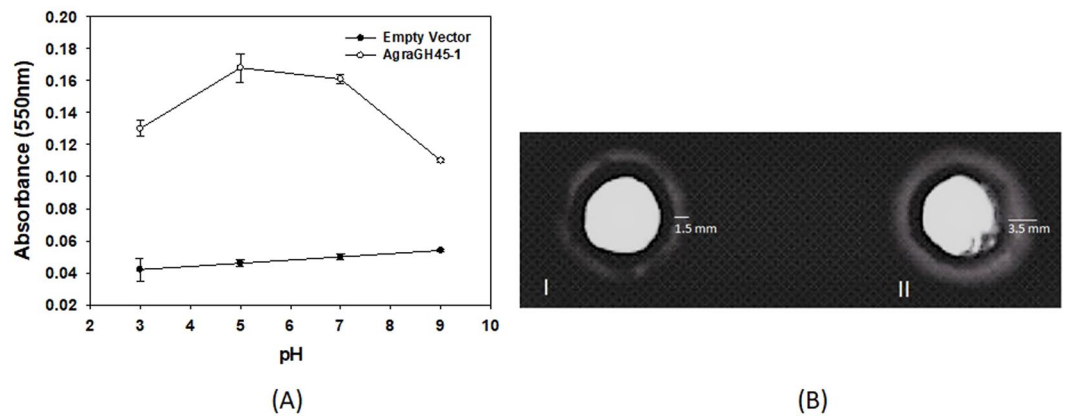 0.20
0.18
0.16
0.14
0.12
0.10
0.08
0.06
0.04
0.02
Absorbance (550nm)
Empty Vector
AgraGH45-1
2 3 4 5 6 7 8 9 10
pH
(A)
1.5 mm
I
3.5 mm
II
(B)